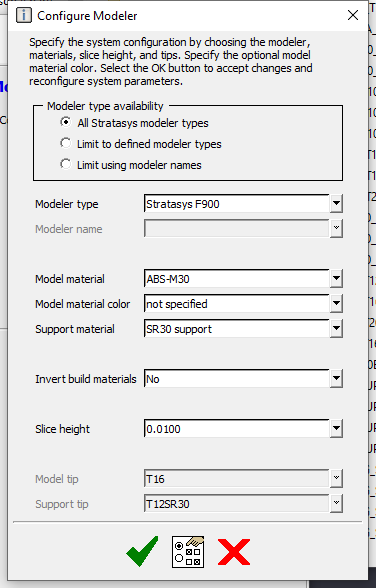 Configure Modeler
Specify the system configuration by choosing the modeler,
materials, slice height, and tips. Specify the optional model
material color. Select the OK button to accept changes and
reconfigure system parameters.
Modeler type availability
All Stratasys modeler types
Limit to defined modeler types
Limit using modeler names
Modeler type Stratasys F900
Modeler name
Model material ABS-M30
Model material color not specified
Support material SR30 support
Invert build materials No
Slice height 0.0100
Model tip T16
Support tip T12SR30